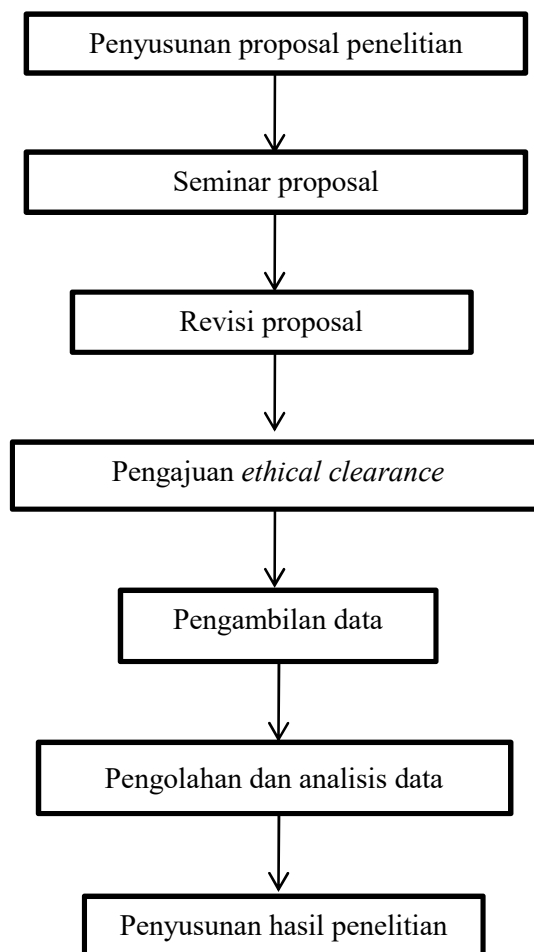 Penyusunan proposal penelitian
Seminar proposal
Revisi proposal
Pengajuan ethical clearance
Pengambilan data
Pengolahan dan analisis data
Penyusunan hasil penelitian